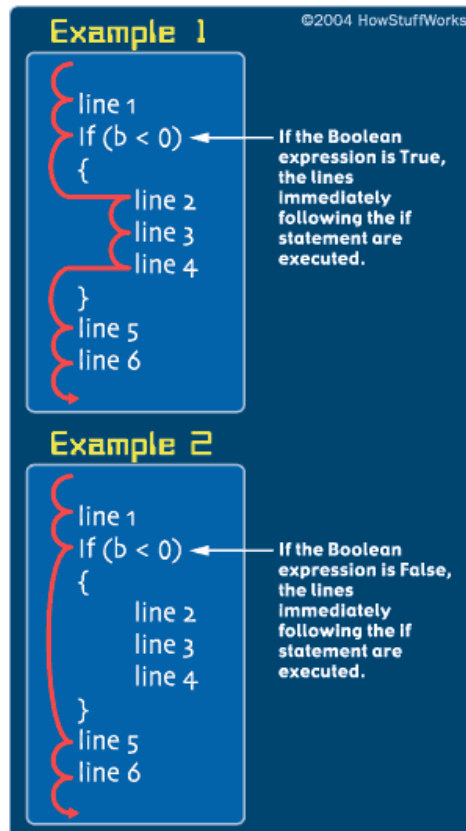 ©2004 HowStuffWorks
Example 1
line 1
If (b < 0)
{
line 2
line 3
line 4
}
line 5
line 6
If the Boolean
expression is True,
the lines
immediately
following the if
statement are
executed.
Example 2
line 1
If (b < 0)
{
line 2
line 3
line 4
}
line 5
line 6
If the Boolean
expression is False,
the lines
immediately
following the if
statement are
executed.